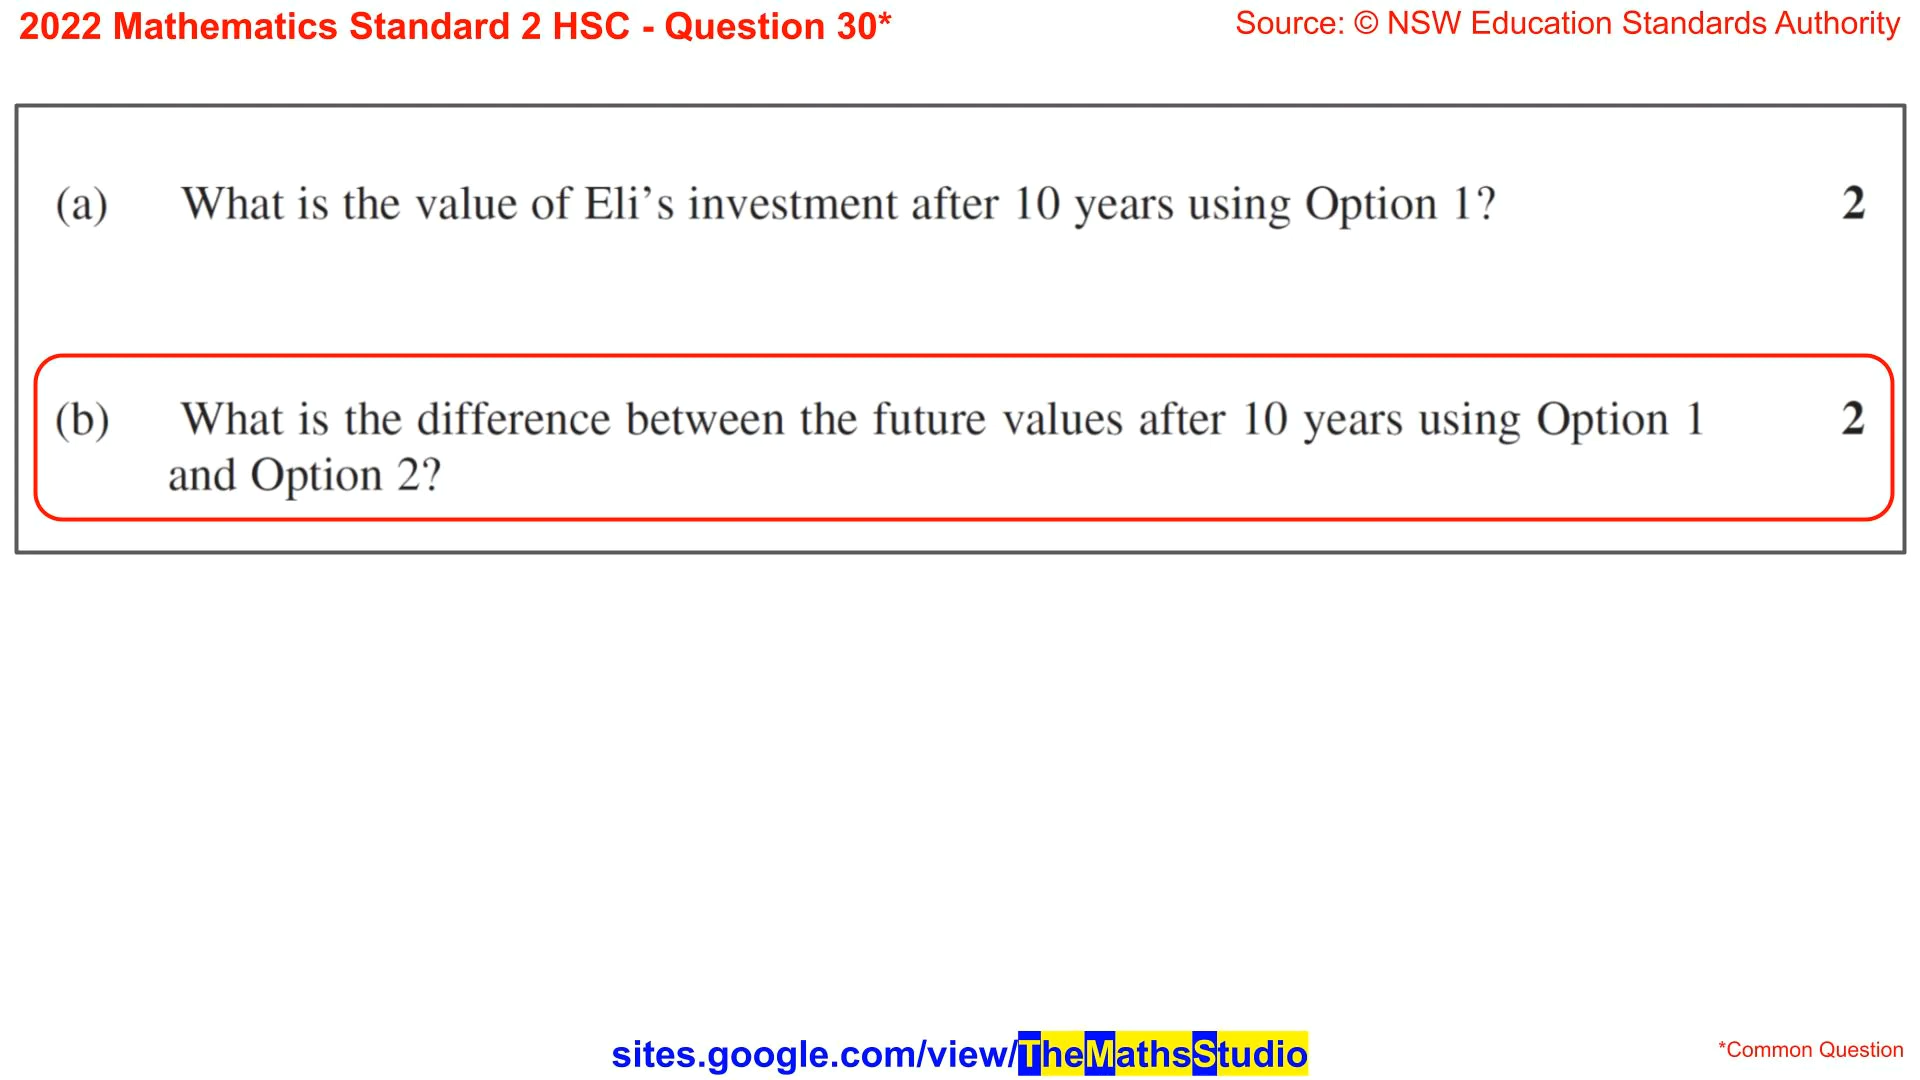 2022 Mathematics Standard 2 HSC - Question 30*
Source: © NSW Education Standards Authority
(a) What is the value of Eli’s investment after 10 years using Option 1? 2
(b) What is the difference between the future values after 10 years using Option 1 2
and Option 2?
sites.google.com/view/TheMathsStudio
*Common Question